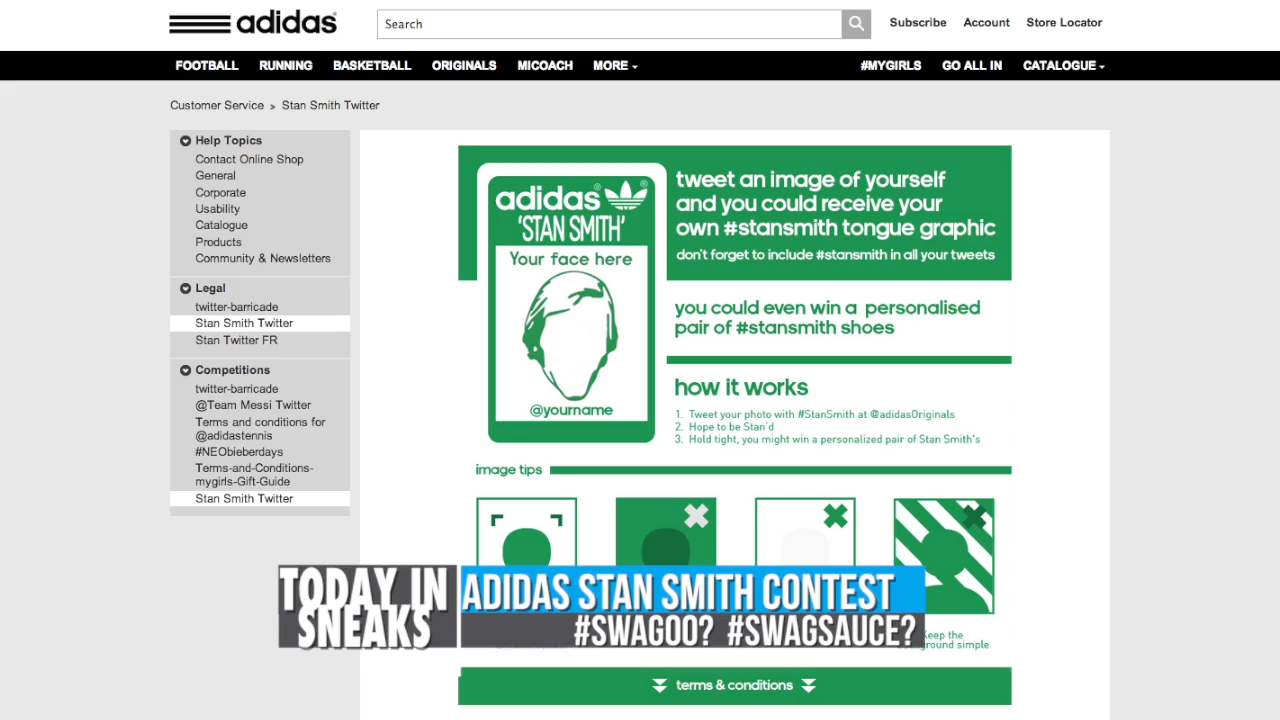 adidas
Search
Subscribe Account Store Locator
FOOTBALL RUNNING BASKETBALL ORIGINALS MICOACH MORE #MYGIRLS GO ALL IN CATALOGUE
Customer Service > Stan Smith Twitter
Help Topics
Contact Online Shop
General
Corporate
Usability
Catalogue
Products
Community & Newsletters
Legal
twitter-barricade
Stan Smith Twitter
Stan Twitter FR
Competitions
twitter-barricade
@Team Messi Twitter
Terms and conditions for
@adidastennis
#NEObieberdays
Terms-and-Conditions-
mygirls-Gift-Guide
Stan Smith Twitter
adidas®
'STAN SMITH'
Your face here
@yourname
tweet an image of yourself
and you could receive your
own #stansmith tongue graphic
don't forget to include #stansmith in all your tweets
you could even win a personalised
pair of #stansmith shoes
how it works
1. Tweet your photo with #StanSmith at @adidasOriginals
2. Hope to be Stan´d
3. Hold tight, you might win a personalized pair of Stan Smith's
image tips
TODAY IN
SNEAKS
ADIDAS STAN SMITH CONTEST
#SWAGOO? #SWAGSAUCE?
the
simple
terms & conditions